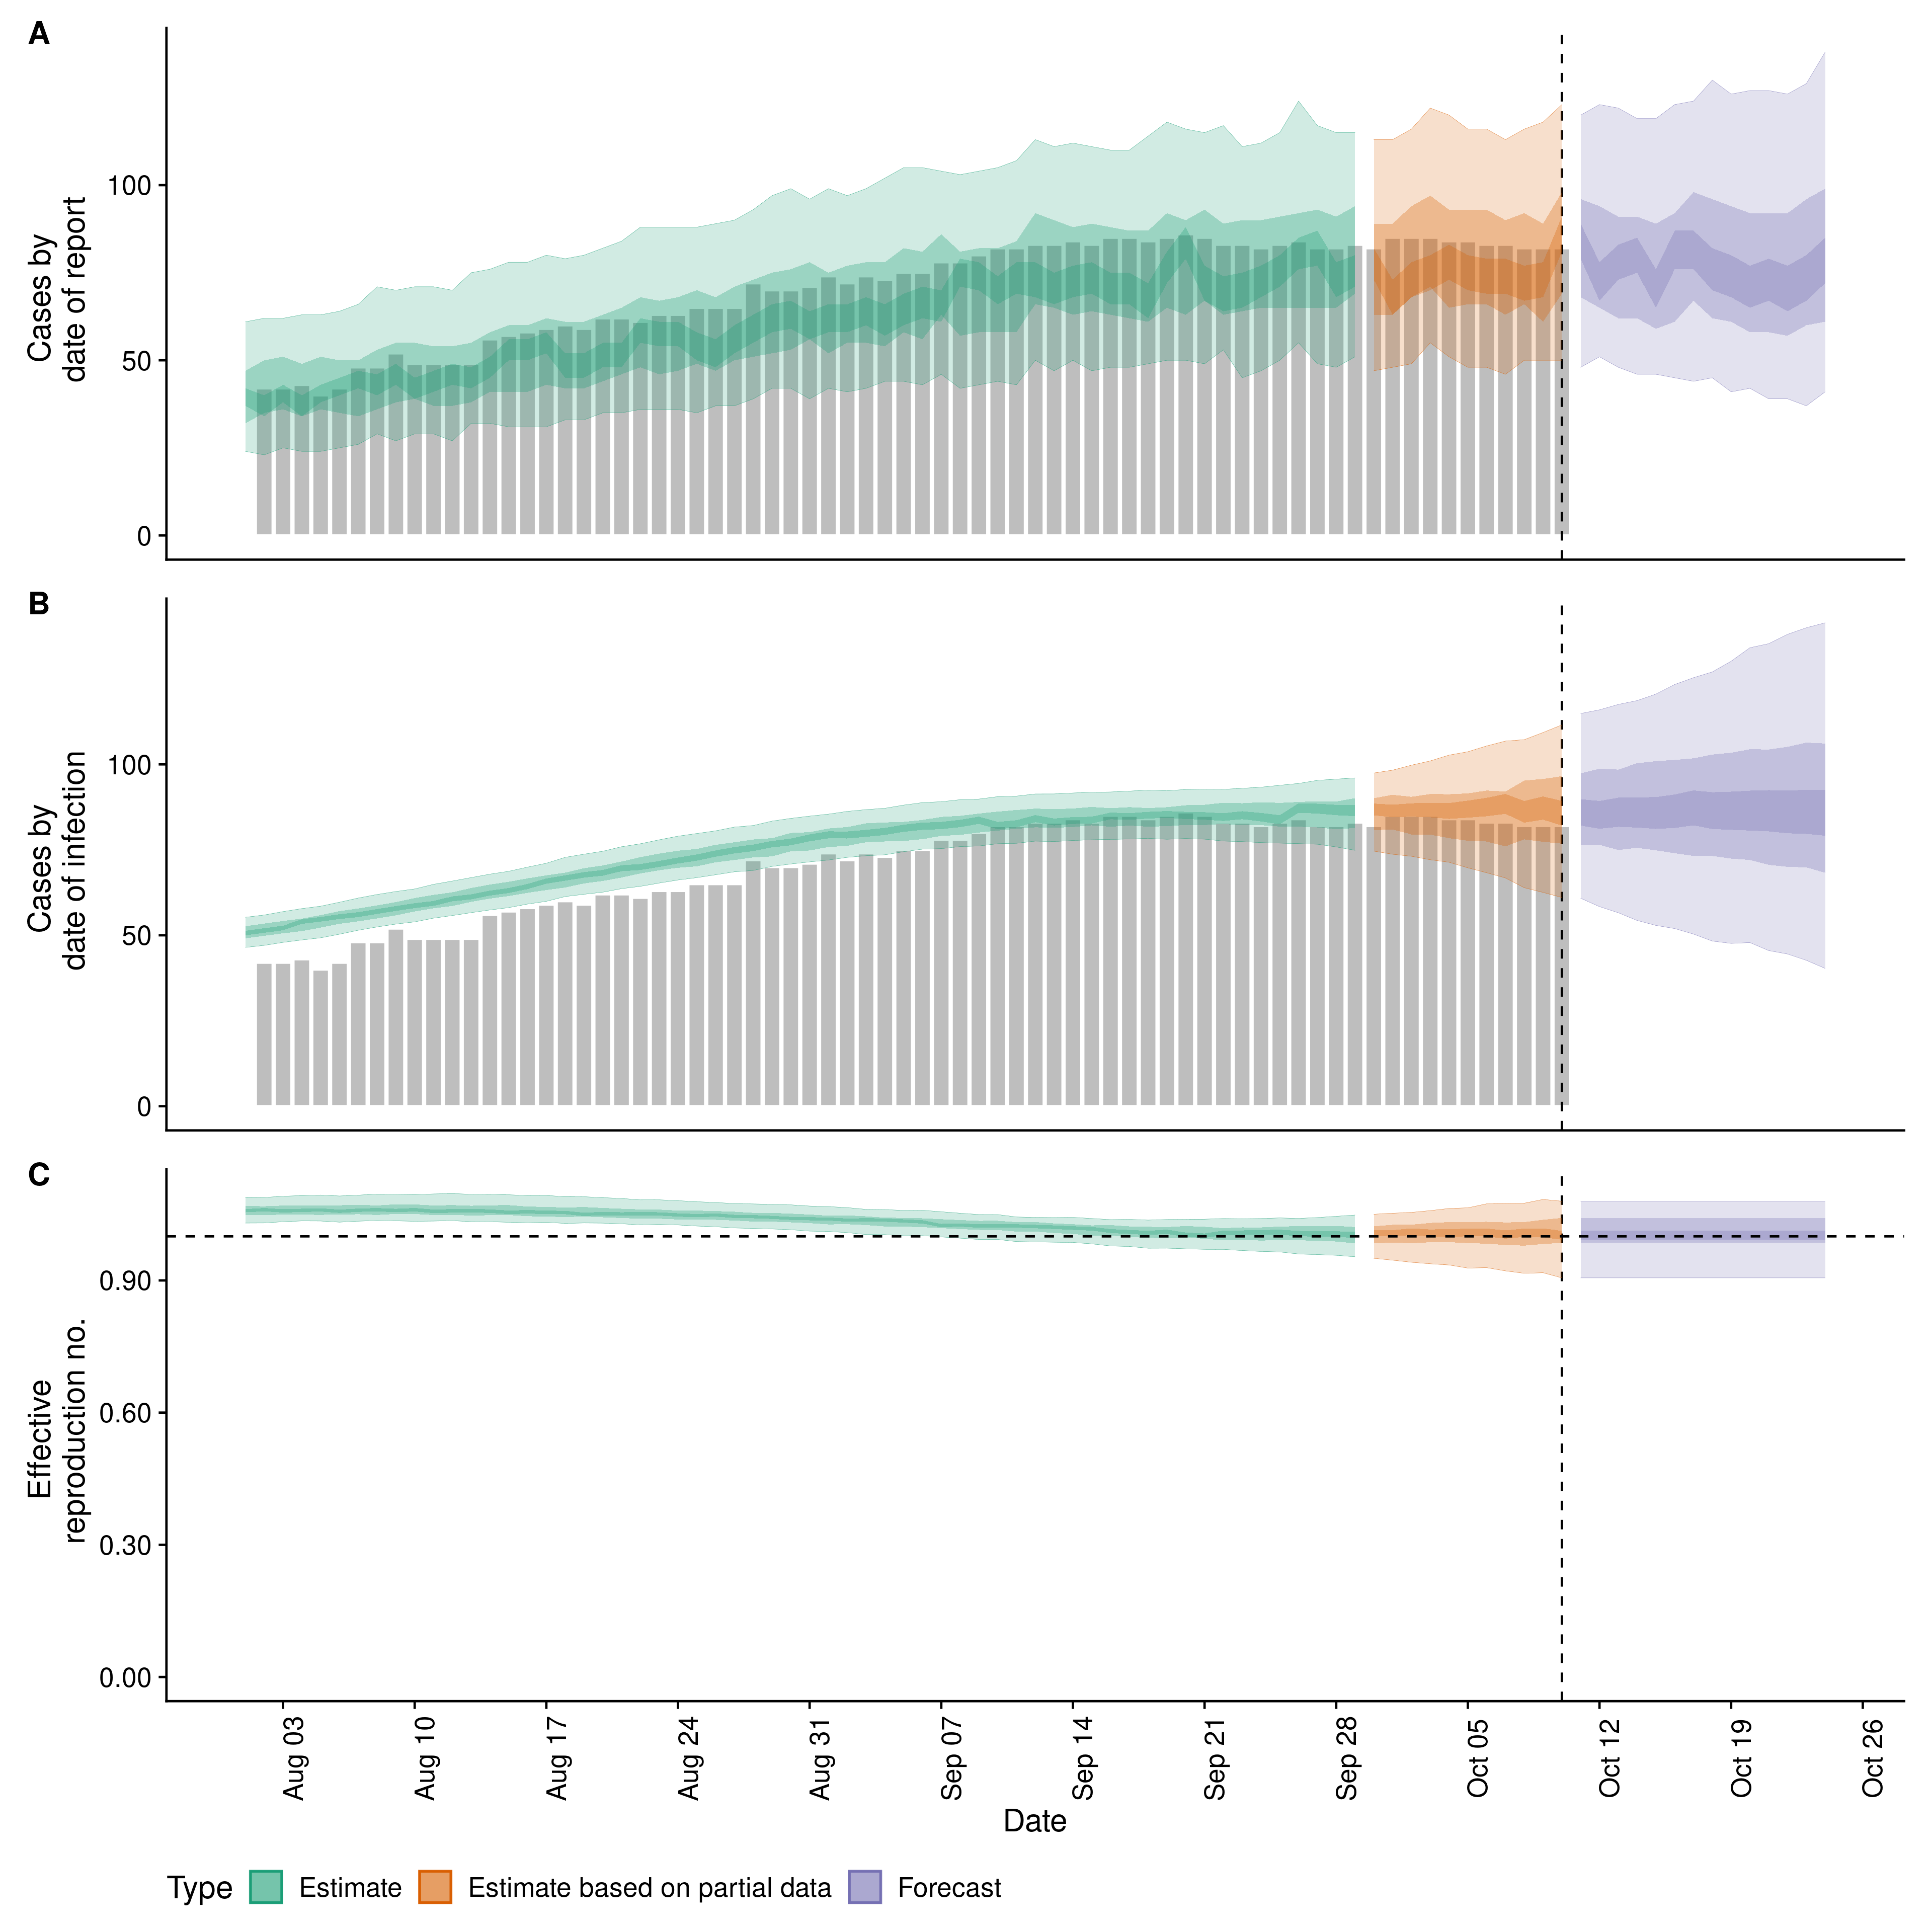 A
Cases by
date of report
100
50
0
B
Cases by
date of infection
100
50
0
C
Effective
reproduction no.
0.90
0.60
0.30
0.00
Aug 03
Aug 10
Aug 17
Aug 24
Aug 31
Sep 07
Sep 14
Sep 21
Sep 28
Oct 05
Oct 12
Oct 19
Oct 26
Date
Type Estimate Estimate based on partial data Forecast